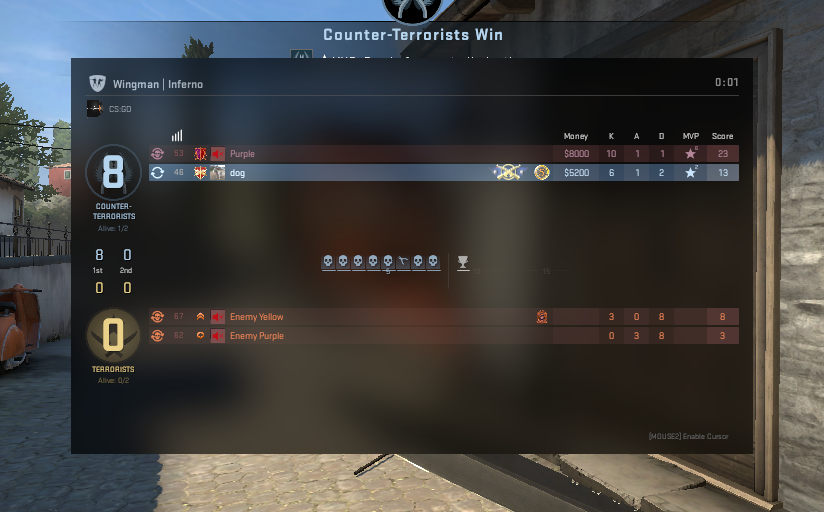 Counter-Terrorists Win
Wingman | Inferno
0:01
CS:GO
Money K A D MVP Score
53 Purple $8000 10 1 1 23
46 dog $5200 6 1 2 13
8
COUNTER-
TERRORISTS
Alive: 1/2
8 0
1st 2nd
0 0
5 10 15
67 Enemy Yellow 3 0 8 8
62 Enemy Purple 0 3 8 3
0
TERRORISTS
Alive: 0/2
[MOUSE2] Enable Cursor